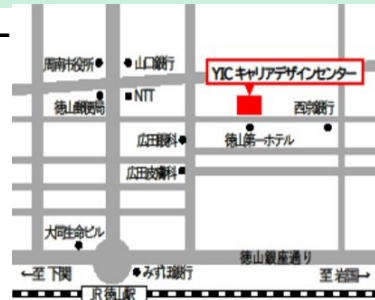 周南市役所
山口銀行
YICキャリアデザインセンター
徳山郵便局
NTT
西京銀行
広田眼科
徳山第一ホテル
広田皮膚科
大同生命ビル
徳山銀座通り
←至下関
みずほ銀行
至岩国→
JR徳山駅